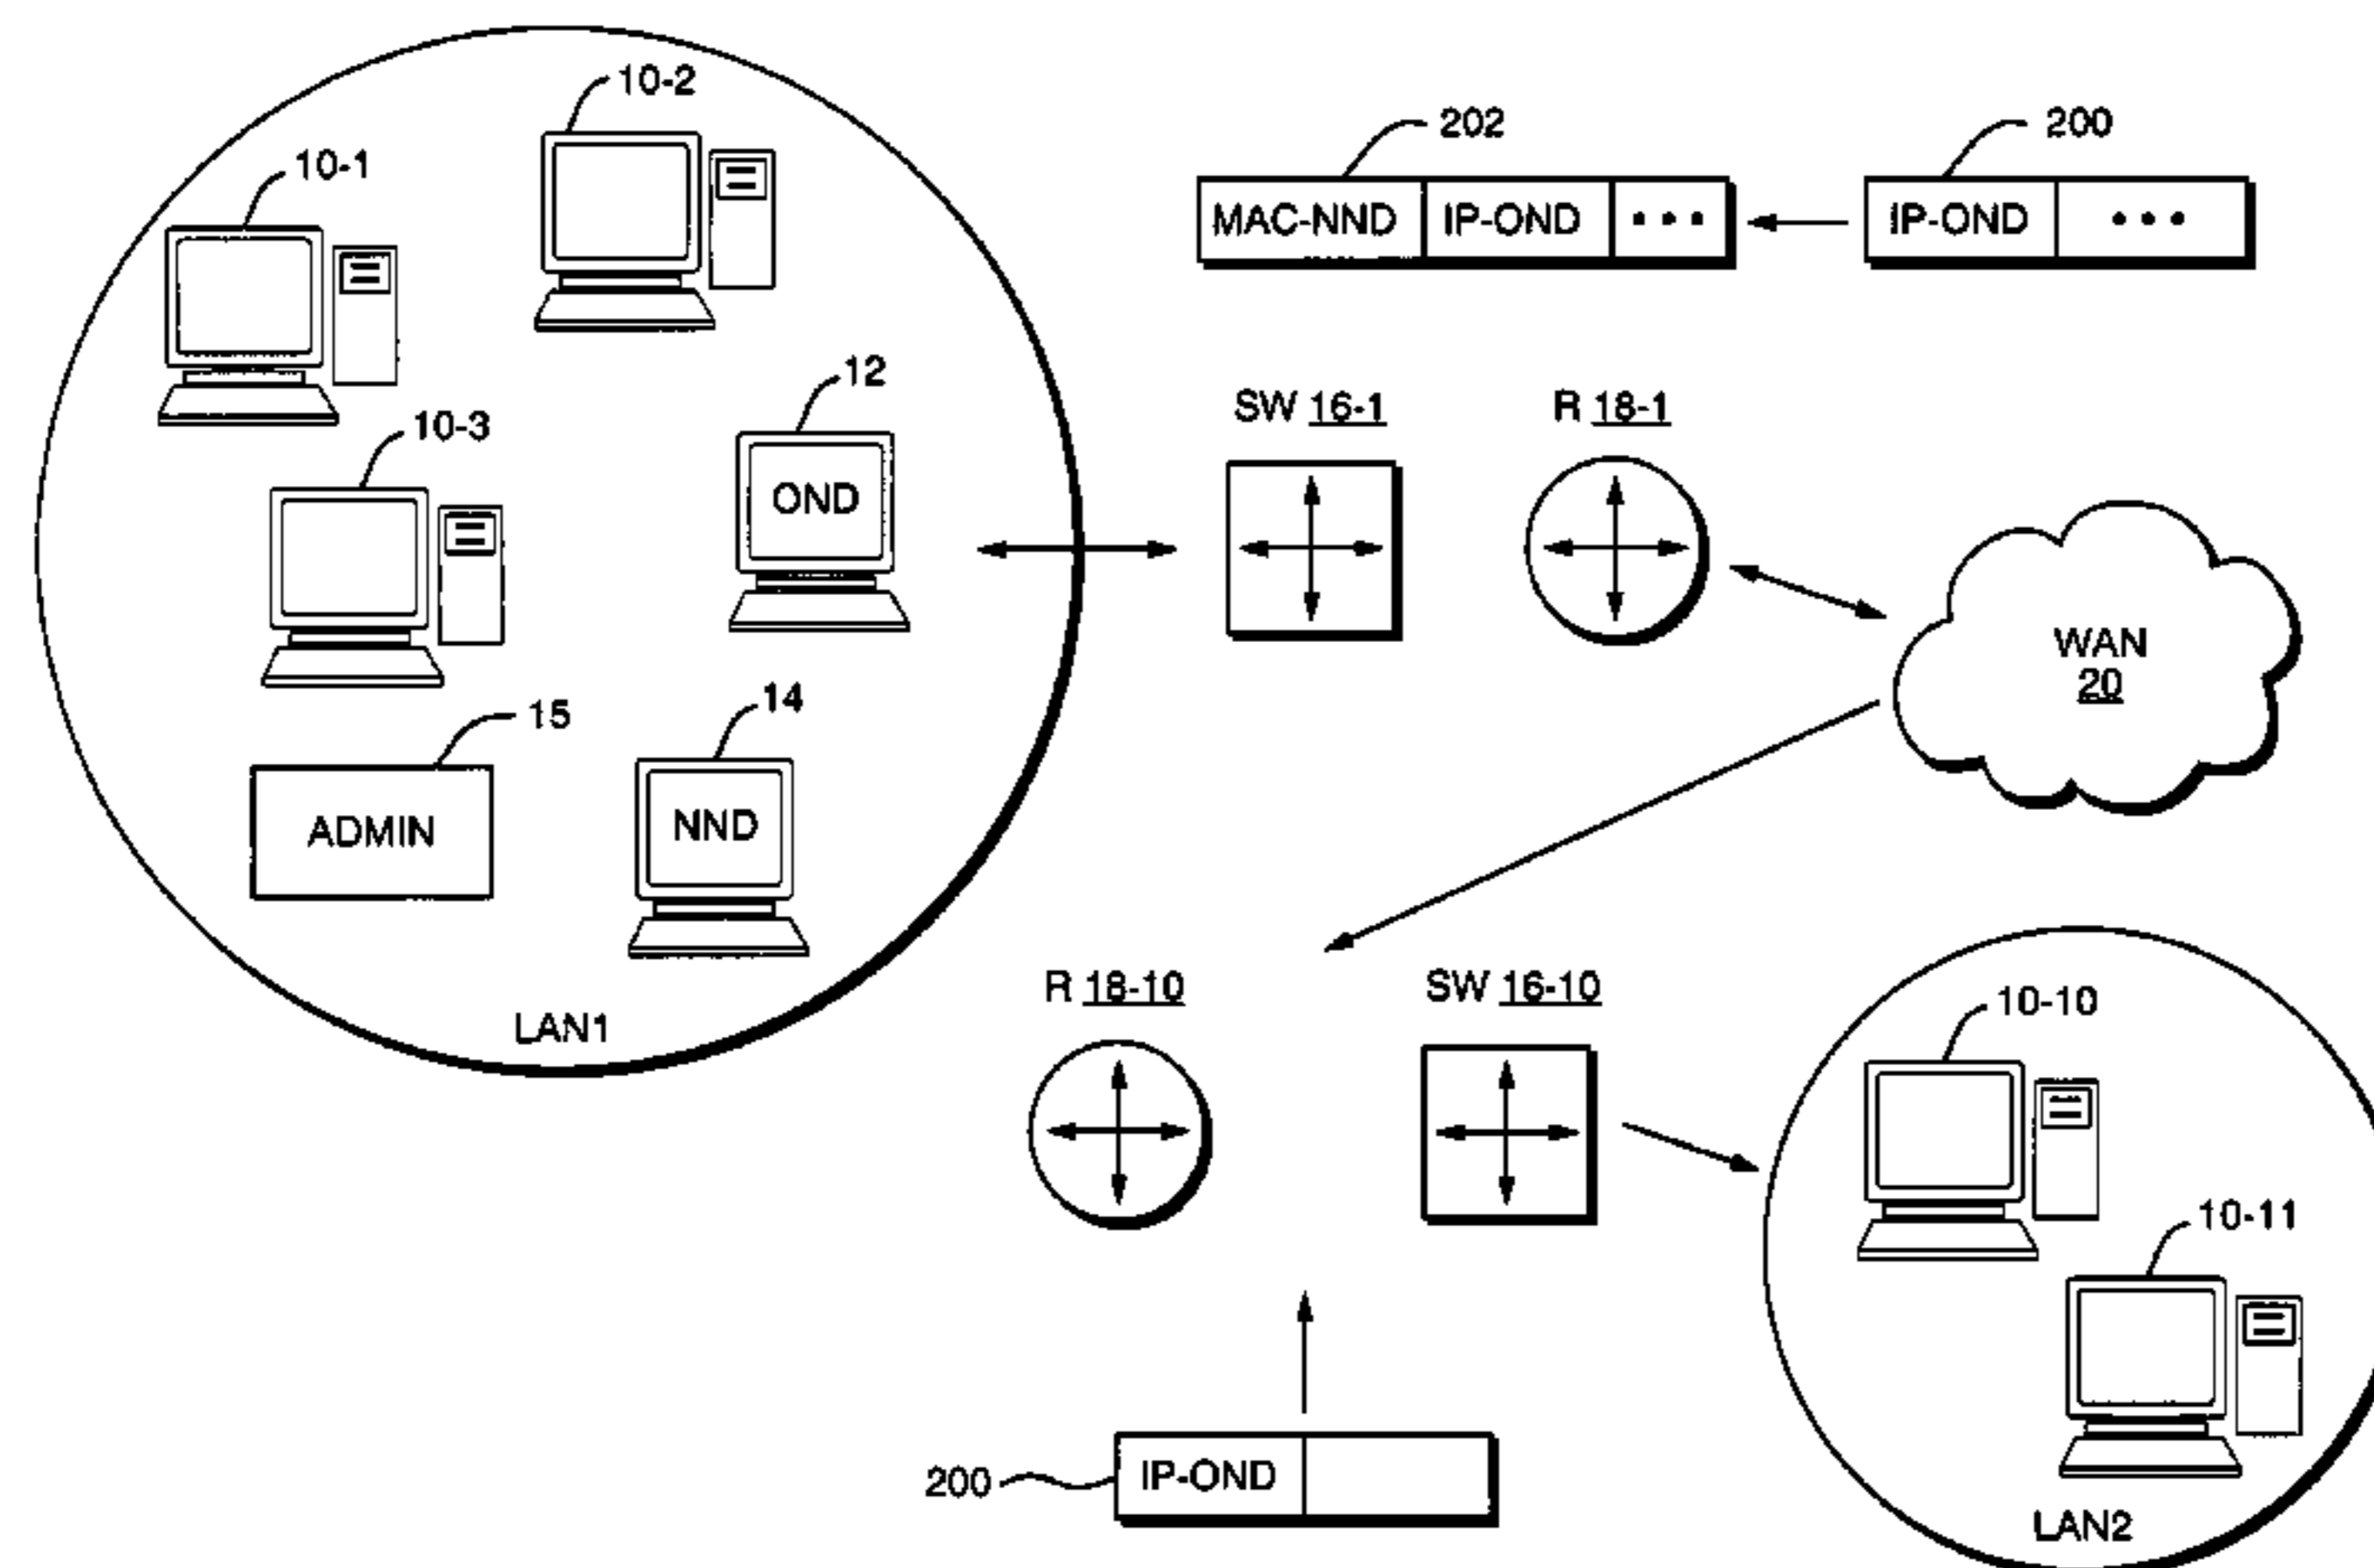 10-2
10-1
202
200
MAC-NND IP-OND • • •
IP-OND • • •
12
SW 16-1
R 18-1
10-3
OND
WAN
20
15
14
ADMIN
NND
R 18-10
SW 16-10
10-10
LAN1
10-11
200
IP-OND
LAN2